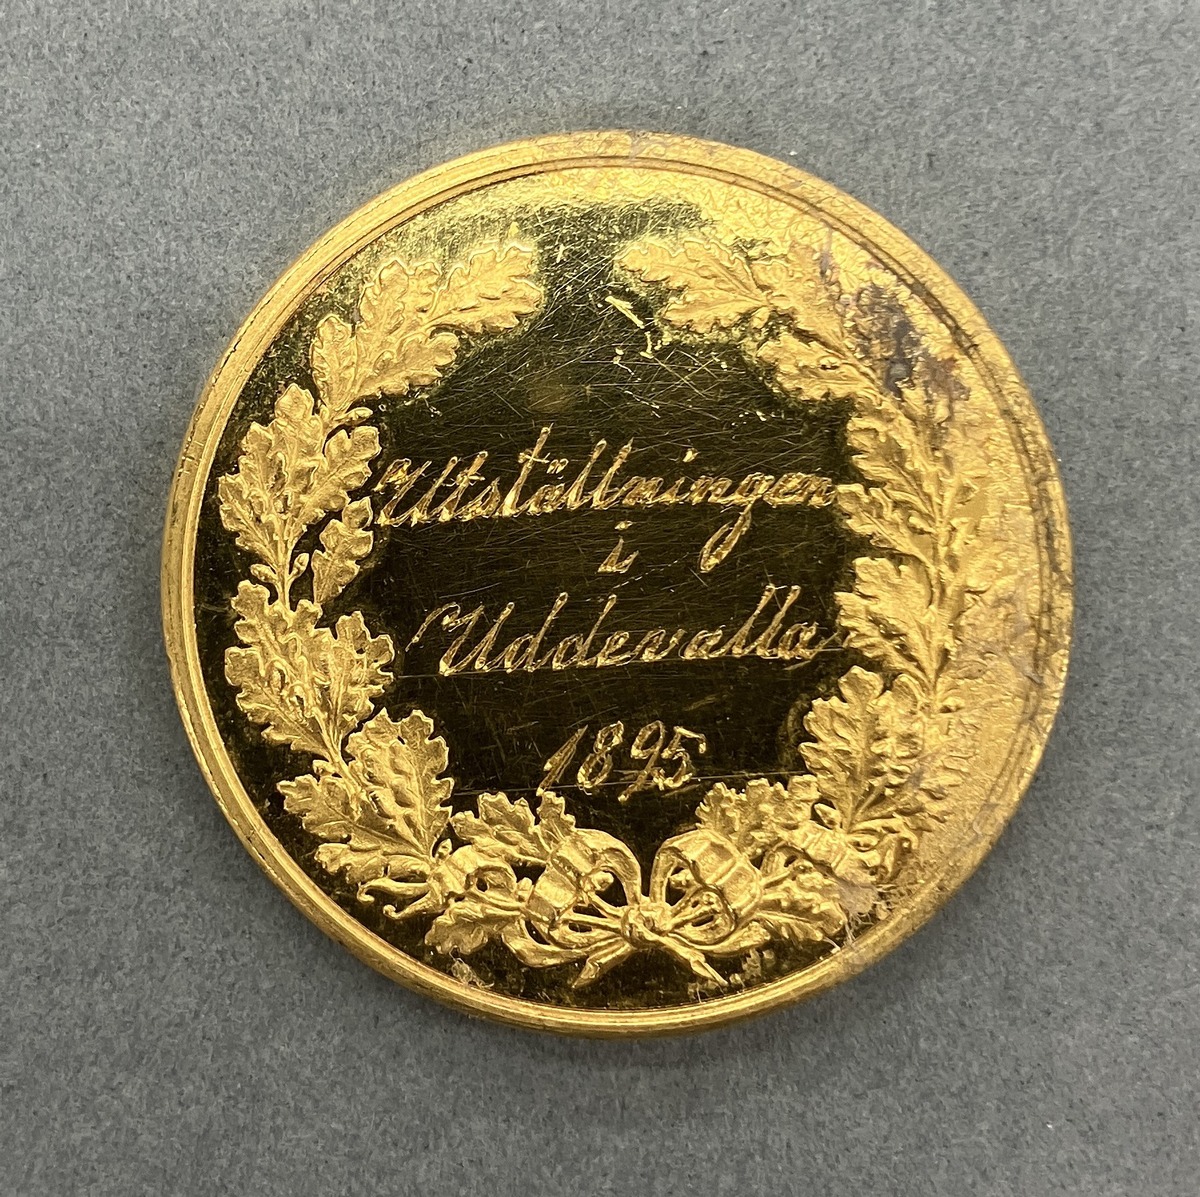 Utställningen
i
Uddevalla
1895